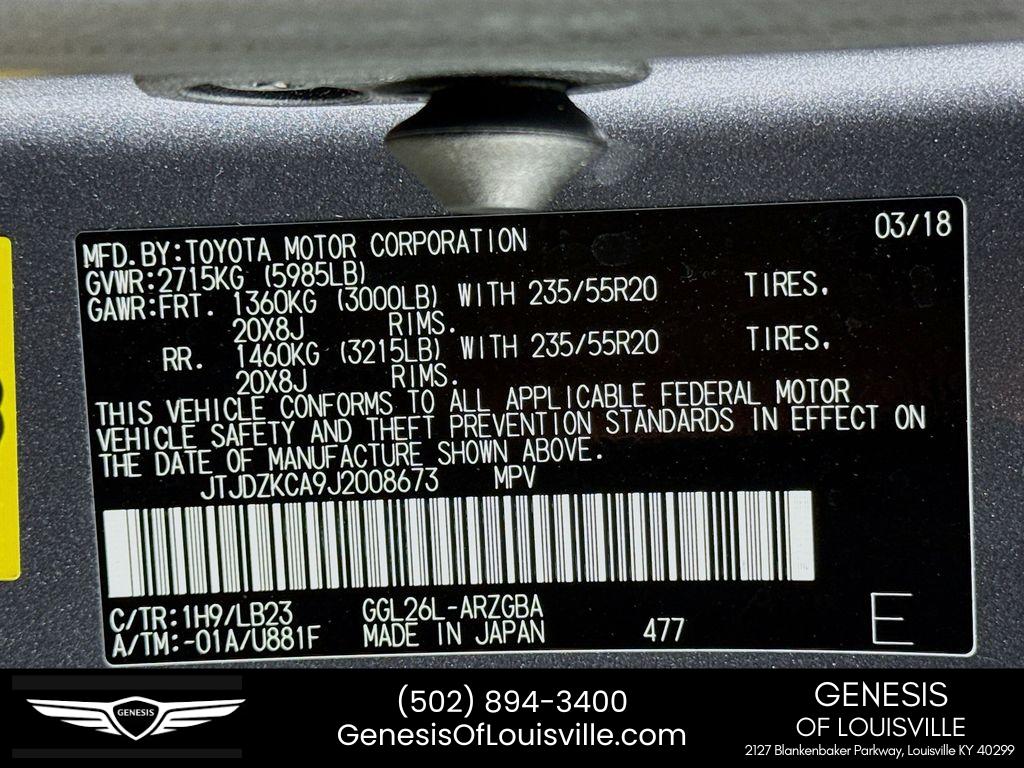 03/18
MFD.BY:TOYOTA MOTOR CORPORATION
GVWR:2715KG (5985LB)
GAWR:FRT. 1360KG (3000LB) WITH 235/55R20 TIRES.
20X8J RIMS.
RR. 1460KG (3215LB) WITH 235/55R20 TIRES.
20X8J RIMS.
THIS VEHICLE CONFORMS TO ALL APPLICABLE FEDERAL MOTOR
VEHICLE SAFETY AND THEFT PREVENTION STANDARDS IN EFFECT ON
THE DATE OF MANUFACTURE SHOWN ABOVE.
JTJDZKCA9J2008673 MPV
C/TR:1H9/LB23 GGL26L-ARZGBA
A/TM:-01A/U881F MADE IN JAPAN 477 E
GENESIS
(502) 894-3400
GenesisOfLouisville.com
GENESIS
OF LOUISVILLE
2127 Blankenbaker Parkway, Louisville KY 40299